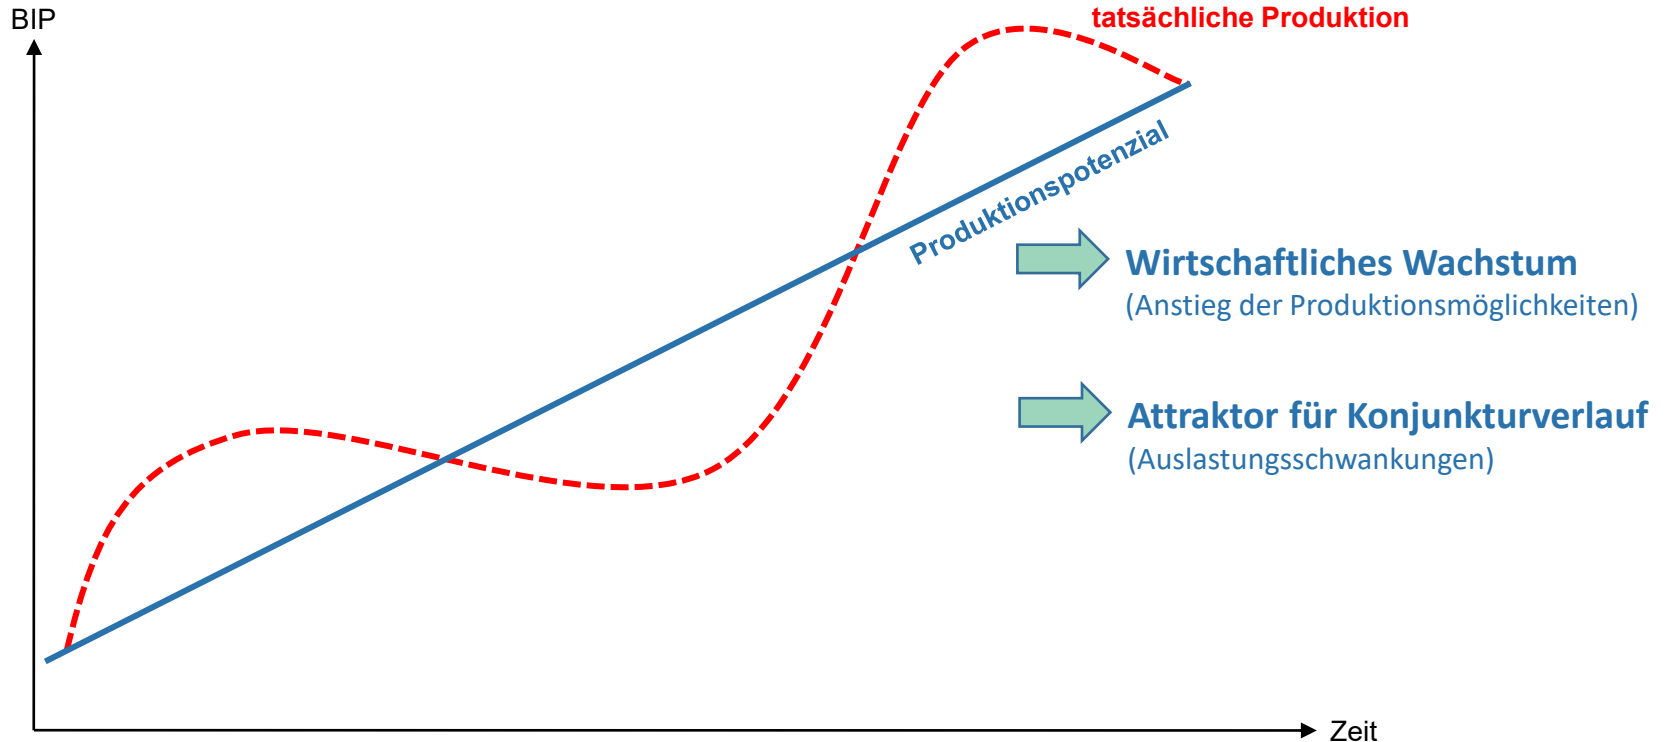 BIP
tatsächliche Produktion
Produktionspotenzial
Wirtschaftliches Wachstum
(Anstieg der Produktionsmöglichkeiten)
Attraktor für Konjunkturverlauf
(Auslastungsschwankungen)
Zeit